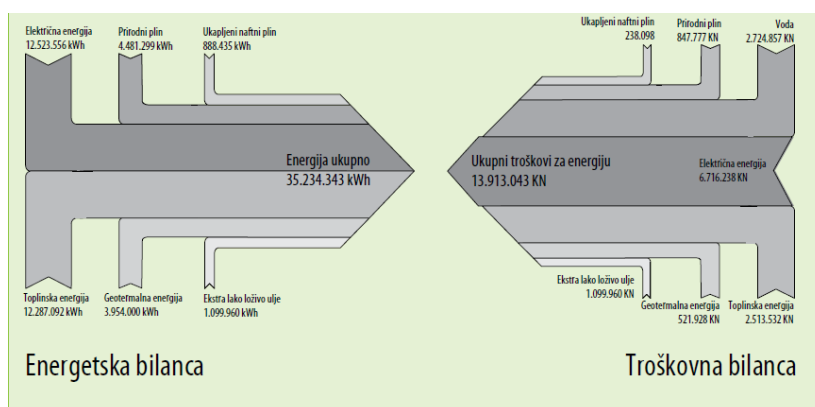 Električna energija
12.523.556 kWh
Prirodni plin
4.481.299 kWh
Ukapljeni naftni plin
888.435 kWh
Energija ukupno
35.234.343 kWh
Toplinska energija
12.287.092 kWh
Geotermalna energija
3.954.000 kWh
Ekstra lako loživo ulje
1.099.960 kWh
Energetska bilanca
Ukapljeni naftni plin
238.098
Prirodni plin
847.777 KN
Voda
2.724.857 KN
Ukupni troškovi za energiju
13.913.043 KN
Električna energija
6.716.238 KN
Ekstra lako loživo ulje
1.099.960 KN
Geotermalna energija
521.928 KN
Toplinska energija
2.513.532 KN
Troškovna bilanca